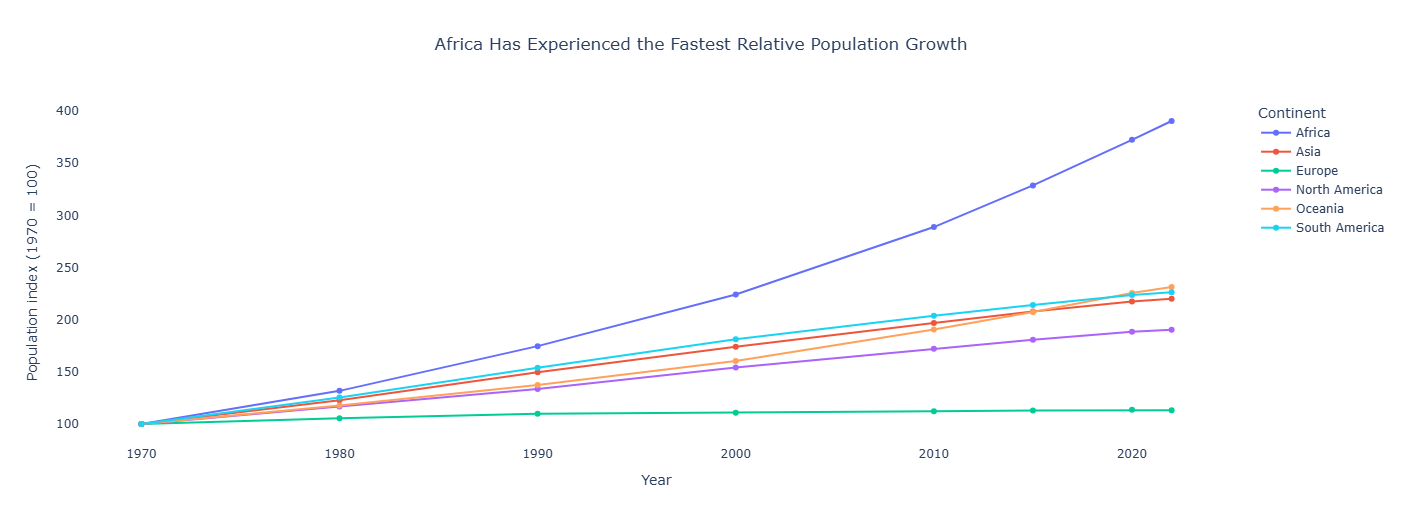 Africa Has Experienced the Fastest Relative Population Growth
Population index (1970 = 100)
400
350
300
250
200
150
100
1970 1980 1990 2000 2010 2020
Year
Continent
Africa
Asia
Europe
North America
Oceania
South America